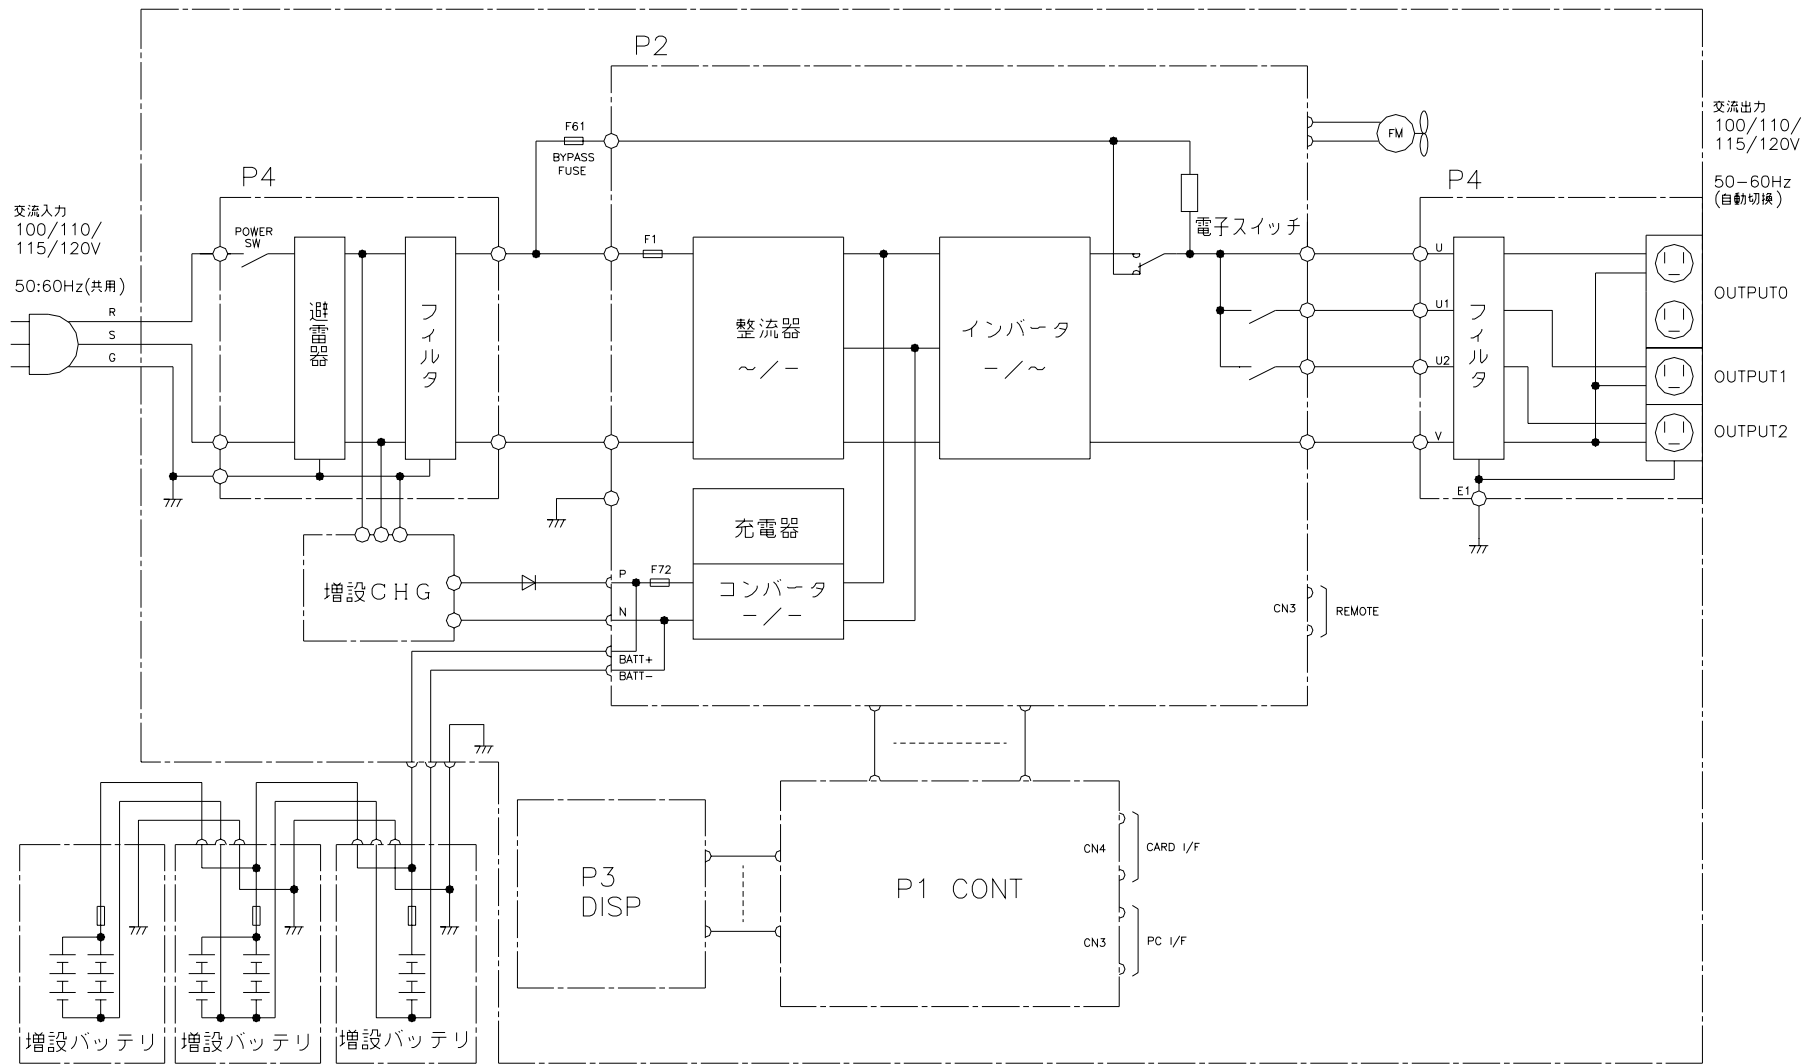 P2
交流出力
100/110/
115/120V
50-60Hz
(自動切換)
F61
BYPASS
FUSE
FM
P4
P4
交流入力
100/110/
115/120V
50:60Hz(共用)
POWER
SW
F1
電子スイッチ
R
S
G
避雷器
フィルタ
整流器
~/-
インバータ
-/~
U
U1
U2
V
フィルタ
OUTPUT0
OUTPUT1
OUTPUT2
E1
充電器
コンバータ
-/-
増設CHG
P
F72
N
BATT+
BATT-
CN3
REMOTE
P3
DISP
P1 CONT
CN4
CARD I/F
CN3
PC I/F
増設バッテリ
増設バッテリ
増設バッテリ